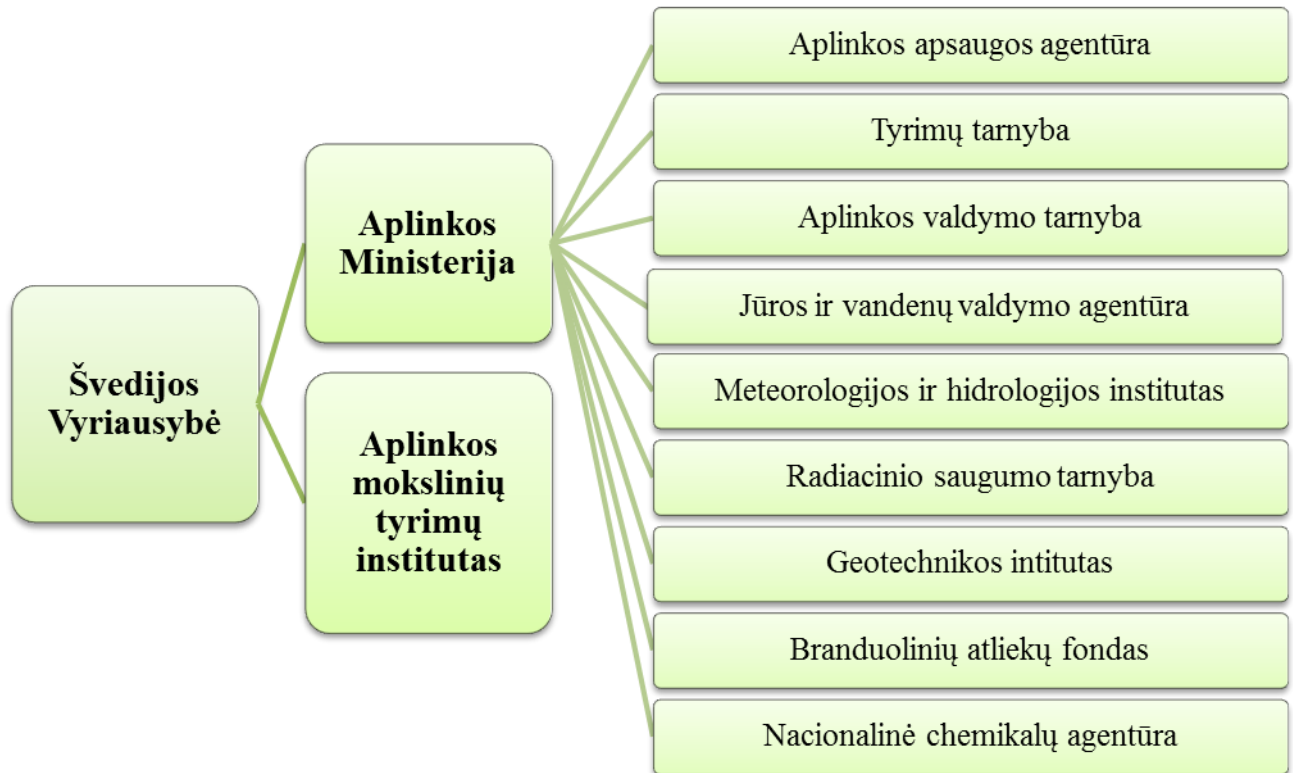 Švedijos
Vyriausybė
Aplinkos
Ministerija
Aplinkos
mokslinių
tyrimų
institutas
Aplinkos apsaugos agentūra
Tyrimų tarnyba
Aplinkos valdymo tarnyba
Jūros ir vandenų valdymo agentūra
Meteorologijos ir hidrologijos institutas
Radiacinio saugumo tarnyba
Geotechnikos intitutas
Branduolinių atliekų fondas
Nacionalinė chemikalų agentūra